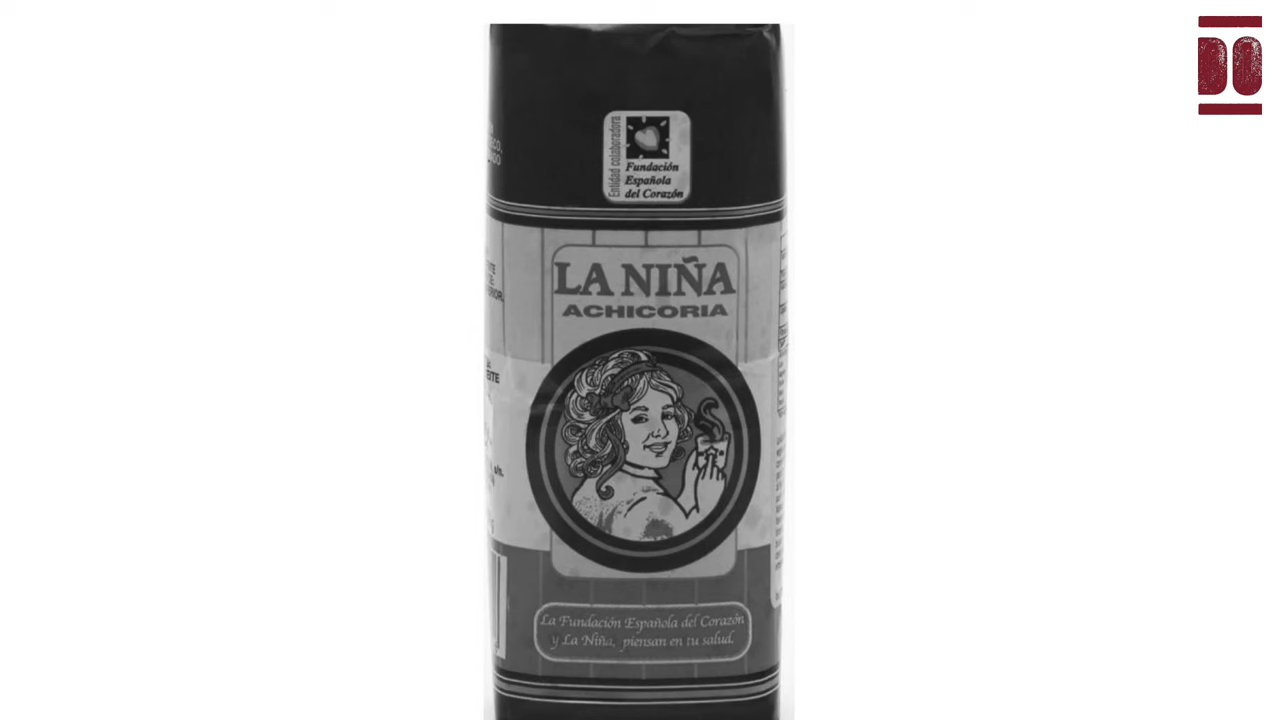 DO
Entidad colaboradora
Fundación
Española
del Corazón
LA NIÑA
ACHICORIA
La Fundación Española del Corazón
y La Niña, piensan en tu salud.